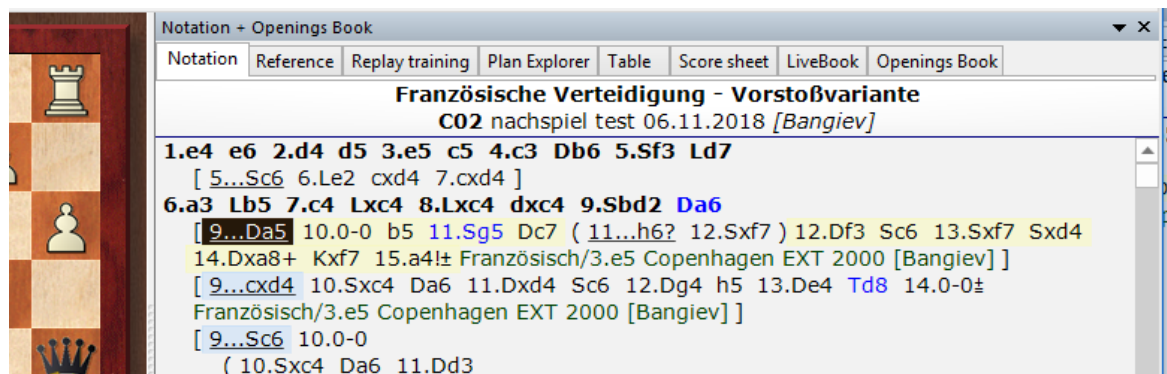 Notation + Openings Book
Notation Reference Replay training Plan Explorer Table Score sheet LiveBook Openings Book
Französische Verteidigung - Vorstoßvariante
C02 nachspiel test 06.11.2018 [Bangiev]
1.e4 e6 2.d4 d5 3.e5 c5 4.c3 Db6 5.Sf3 Ld7
[ 5...Sc6 6.Le2 cxd4 7.cxd4 ]
6.a3 Lb5 7.c4 Lxc4 8.Lxc4 dxc4 9.Sbd2 Da6
[ 9...Da5 10.0-0 b5 11.Sg5 Dc7 ( 11...h6? 12.Sxf7 ) 12.Df3 Sc6 13.Sxf7 Sxd4
14.Dxa8+ Kxf7 15.a4!± Französisch/3.e5 Copenhagen EXT 2000 [Bangiev] ]
[ 9...cxd4 10.Sxc4 Da6 11.Dxd4 Sc6 12.Dg4 h5 13.De4 Td8 14.0-0±
Französisch/3.e5 Copenhagen EXT 2000 [Bangiev] ]
[ 9...Sc6 10.0-0
( 10.Sxc4 Da6 11.Dd3